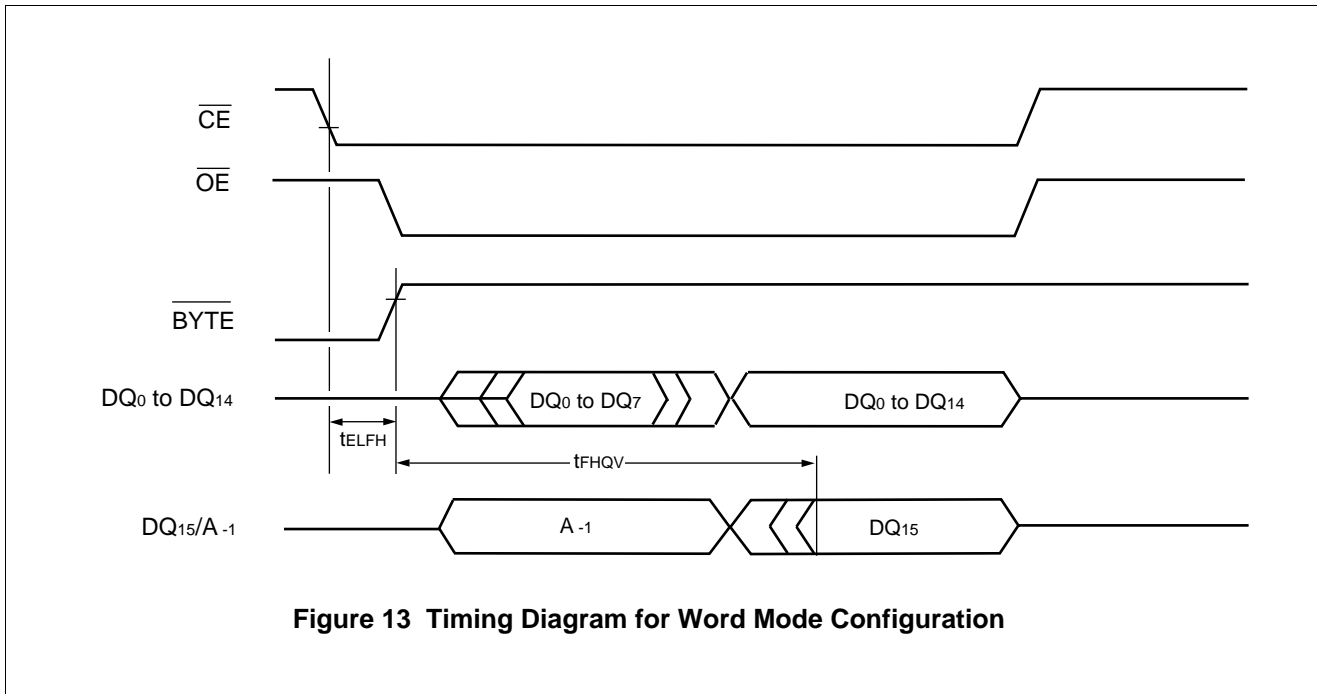 CE
OE
BYTE
DQ0 to DQ14
DQ0 to DQ7
DQ0 to DQ14
tELFH
tFHQV
DQ15/A -1
A -1
DQ15
Figure 13 Timing Diagram for Word Mode Configuration